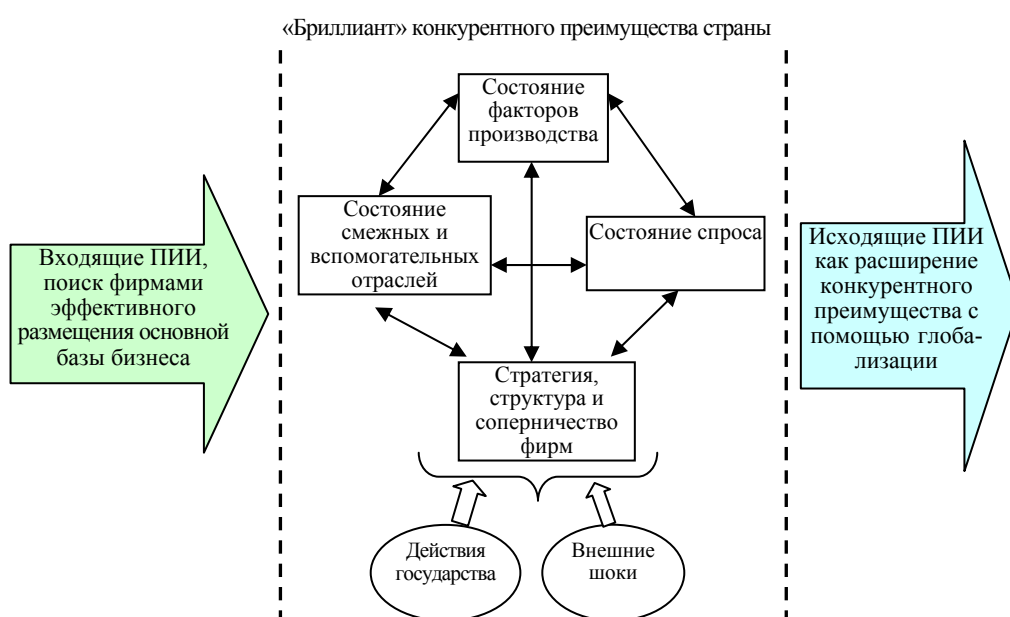 «Бриллиант» конкурентного преимущества страны
Состояние
факторов
производства
Состояние
смежных и
вспомогательных
отраслей
Состояние спроса
Входящие ПИИ,
поиск фирмами
эффективного
размещения основной
базы бизнеса
Исходящие ПИИ
как расширение
конкурентного
преимущества с
помощью глоба-
лизации
Стратегия,
структура и
соперничество
фирм
Действия
государства
Внешние
шоки